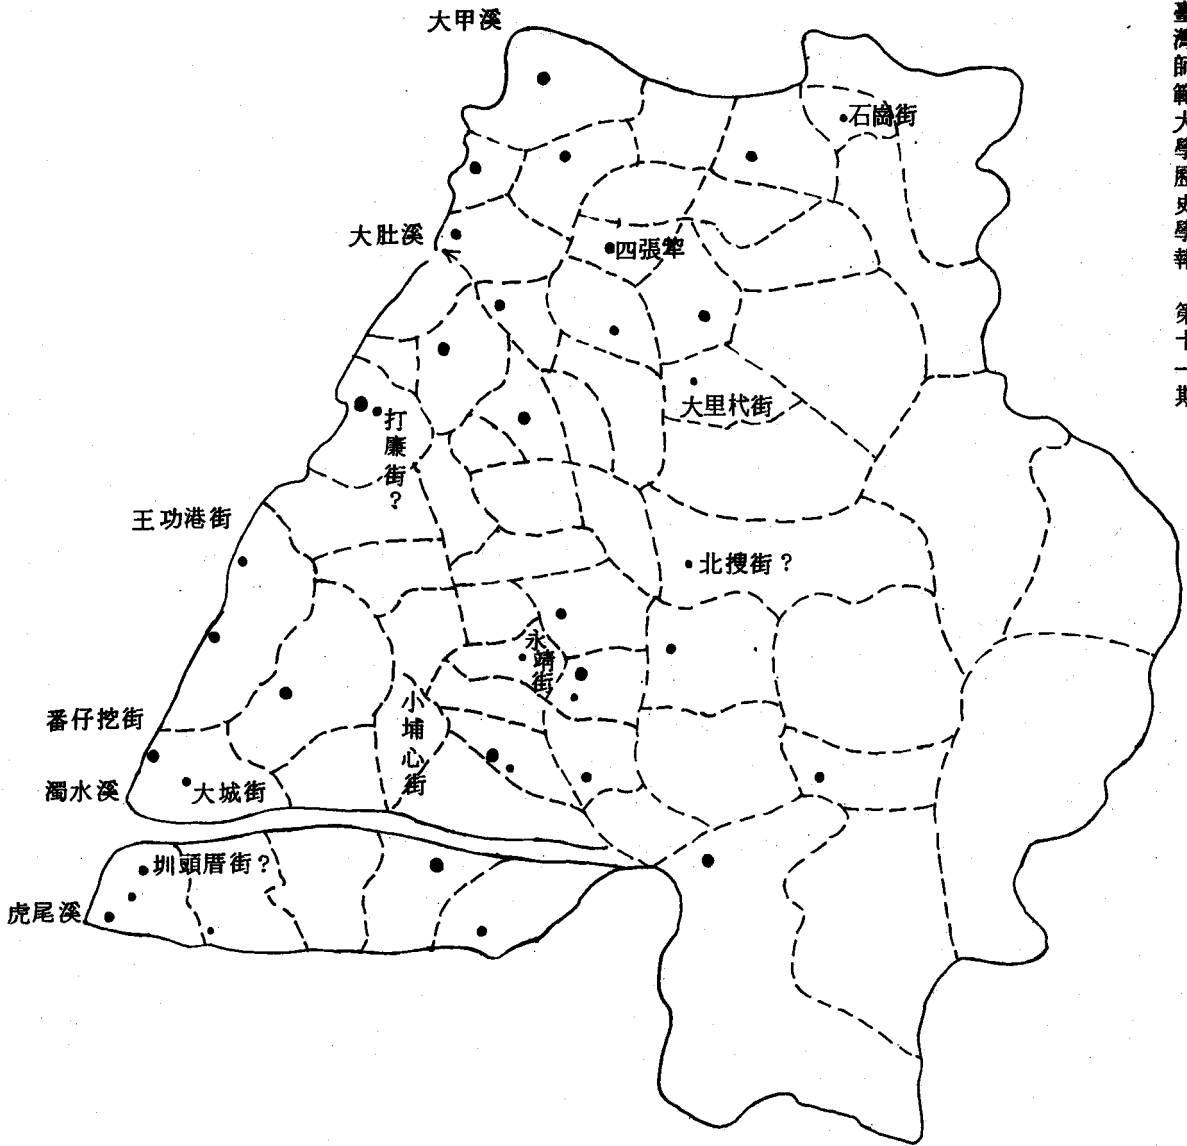 大甲溪
臺灣師範大學歷史學報　第十一期
石崗街
大肚溪
四張犂
大里杙街
打廉街？
王功港街
北搜街？
永靖街
小埔心街
番仔挖街
濁水溪
大城街
圳頭厝街？
虎尾溪